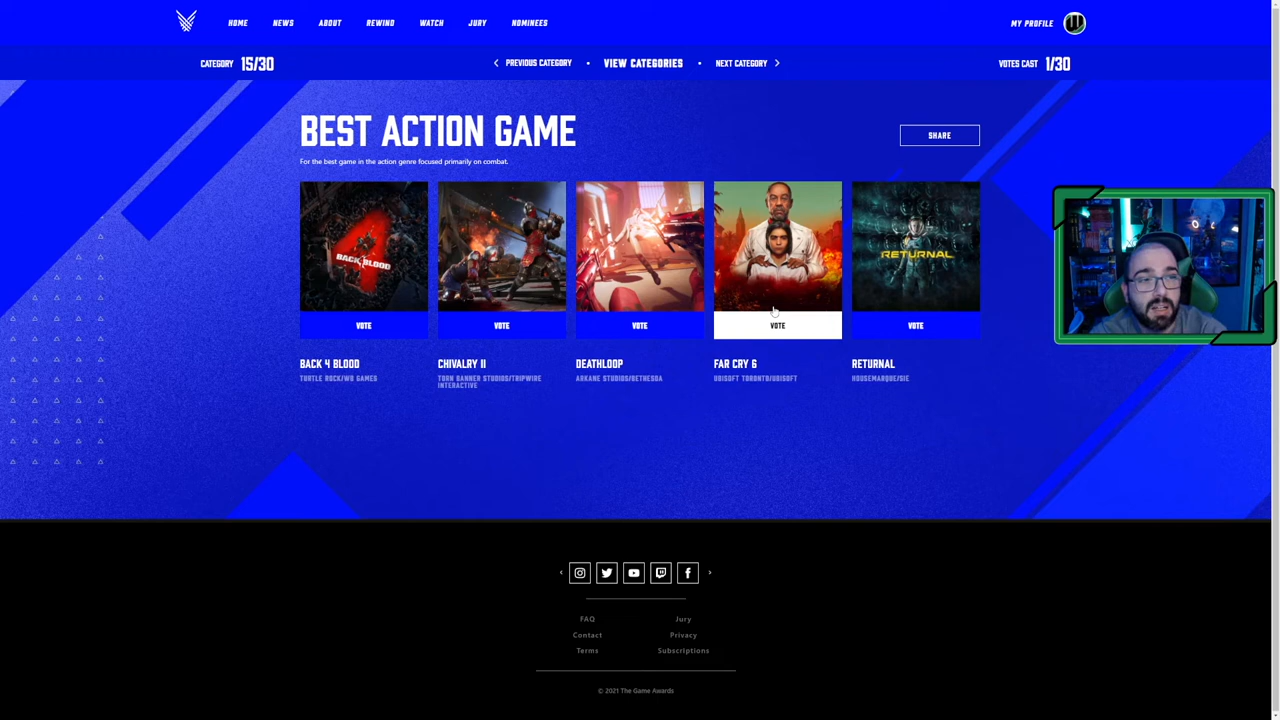 HOME NEWS ABOUT REWIND WATCH JURY NOMINEES MY PROFILE
CATEGORY 15/30 PREVIOUS CATEGORY • VIEW CATEGORIES • NEXT CATEGORY VOTES CAST 1/30
BEST ACTION GAME
SHARE
For the best game in the action genre focused primarily on combat.
BACK 4 BLOOD
RETURNAL
VOTE VOTE VOTE VOTE VOTE
BACK 4 BLOOD CHIVALRY II DEATHLOOP FAR CRY 6 RETURNAL
TURTLE ROCK/WB GAMES TORN BANNER STUDIOS/TRIPWIRE ARKANE STUDIOS/BETHESDA UBISOFT TORONTO/UBISOFT HOUSEMARQUE/SIE
INTERACTIVE
FAQ Jury
Contact Privacy
Terms Subscriptions
© 2021 The Game Awards